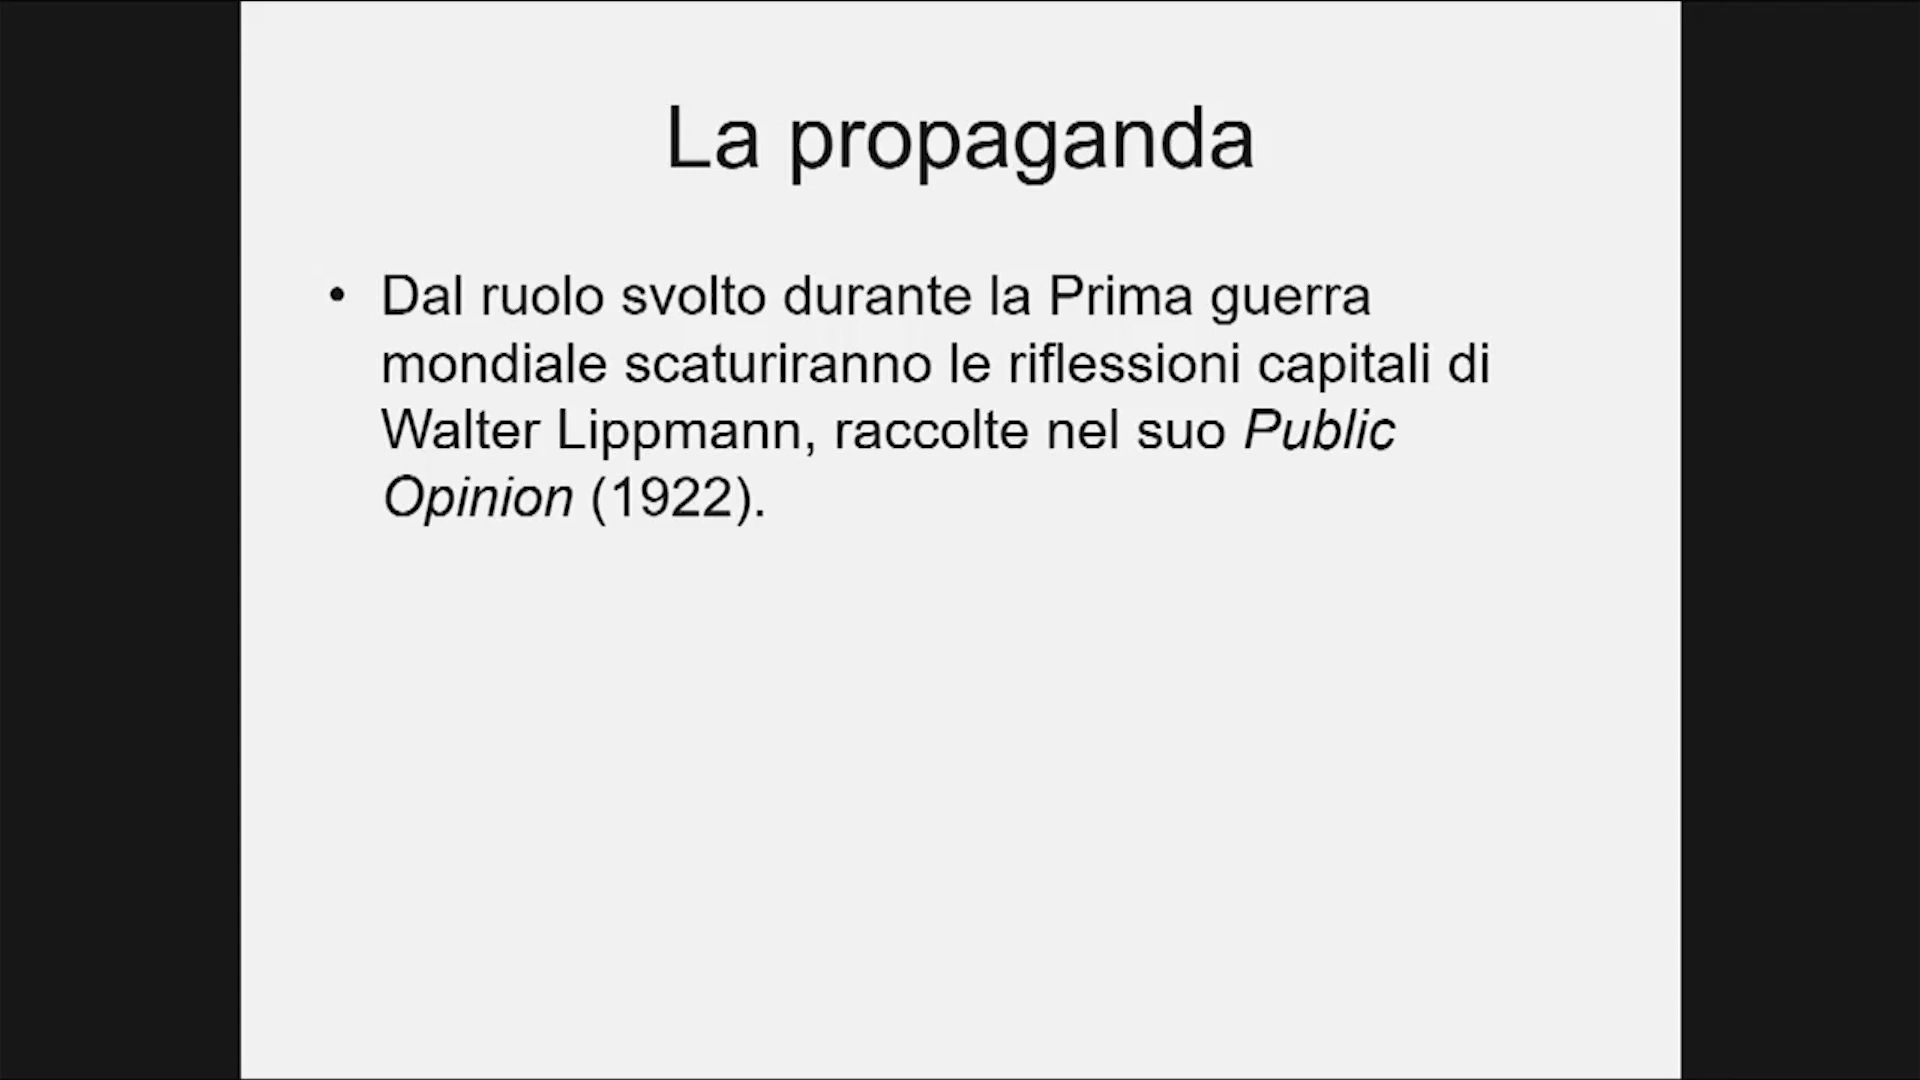 La propaganda
• Dal ruolo svolto durante la Prima guerra
mondiale scaturiranno le riflessioni capitali di
Walter Lippmann, raccolte nel suo Public
Opinion (1922).